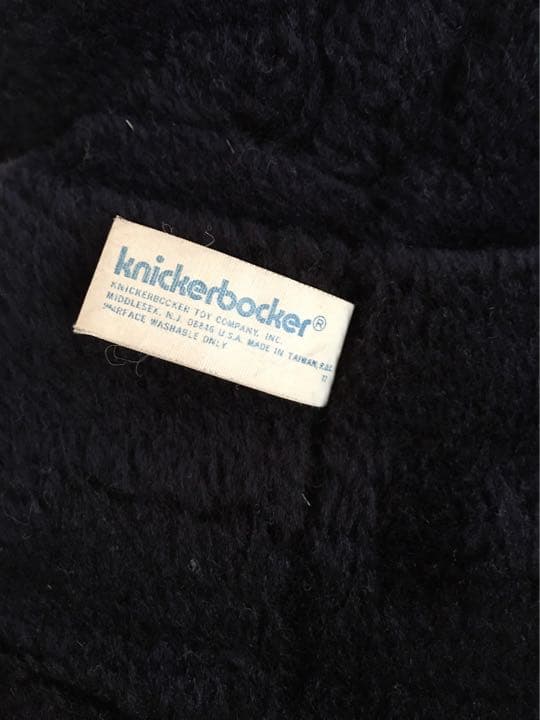 knickerbocker®
KNICKERBOCKER TOY COMPANY, INC.
MIDDLESEX, N.J. 08846 U.S.A. MADE IN TAIWAN, R.O.C.
SURFACE WASHABLE ONLY